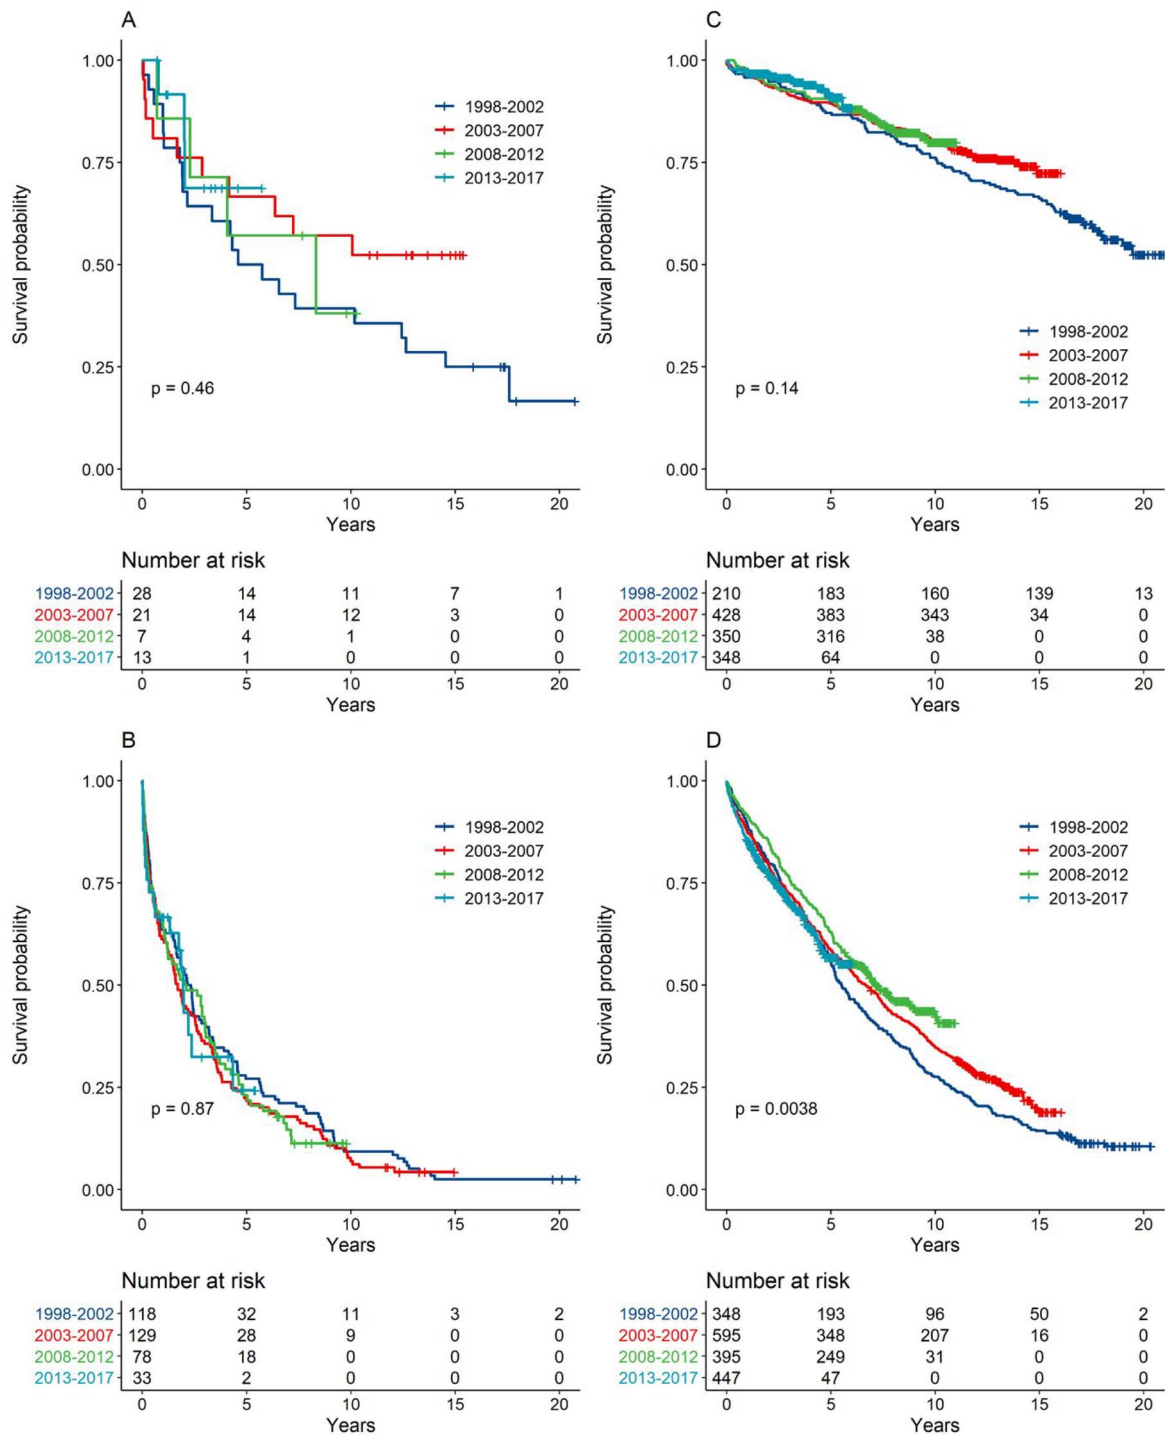 A
Survival probability
1.00
0.75
0.50
0.25
0.00
1998-2002
2003-2007
2008-2012
2013-2017
p = 0.46
0 5 10 15 20
Years
Number at risk
1998-2002 28 14 11 7 1
2003-2007 21 14 12 3 0
2008-2012 7 4 1 0 0
2013-2017 13 1 0 0 0
0 5 10 15 20
Years
B
Survival probability
1.00
0.75
0.50
0.25
0.00
1998-2002
2003-2007
2008-2012
2013-2017
p = 0.87
0 5 10 15 20
Years
Number at risk
1998-2002 118 32 11 3 2
2003-2007 129 28 9 0 0
2008-2012 78 18 0 0 0
2013-2017 33 2 0 0 0
0 5 10 15 20
Years
C
Survival probability
1.00
0.75
0.50
0.25
0.00
1998-2002
2003-2007
2008-2012
2013-2017
p = 0.14
0 5 10 15 20
Years
Number at risk
1998-2002 210 183 160 139 13
2003-2007 428 383 343 34 0
2008-2012 350 316 38 0 0
2013-2017 348 64 0 0 0
0 5 10 15 20
Years
D
Survival probability
1.00
0.75
0.50
0.25
0.00
1998-2002
2003-2007
2008-2012
2013-2017
p = 0.0038
0 5 10 15 20
Years
Number at risk
1998-2002 348 193 96 50 2
2003-2007 595 348 207 16 0
2008-2012 395 249 31 0 0
2013-2017 447 47 0 0 0
0 5 10 15 20
Years